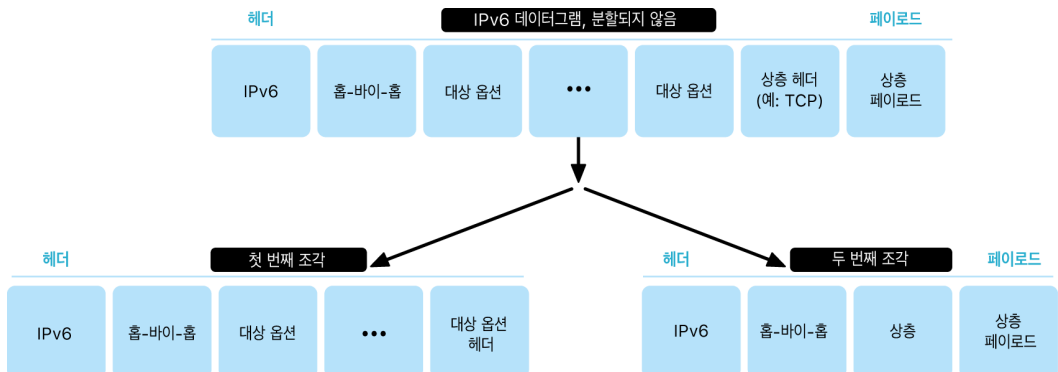 헤더
IPv6 데이터그램, 분할되지 않음
페이로드
IPv6
홉-바이-홉
대상 옵션
•••
대상 옵션
상층 헤더
(예: TCP)
상층
페이로드
헤더
첫 번째 조각
IPv6
홉-바이-홉
대상 옵션
•••
대상 옵션
헤더
헤더
두 번째 조각
페이로드
IPv6
홉-바이-홉
상층
상층
페이로드